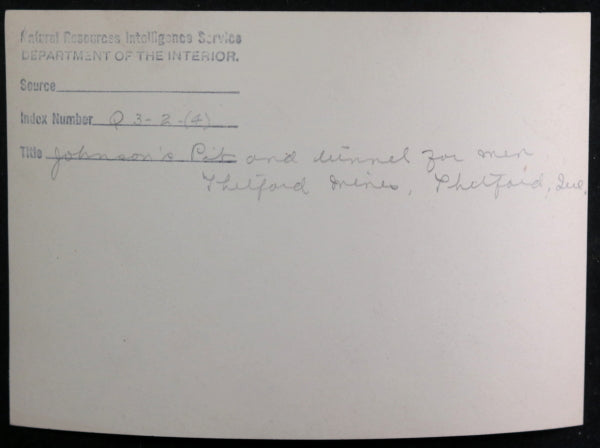 Natural Resources Intelligence Service
DEPARTMENT OF THE INTERIOR.
Source
Index Number Q 3-2-(4)
Title Johnson's Pit and tunnel for men
Thetford Mines, Thetford, Que.